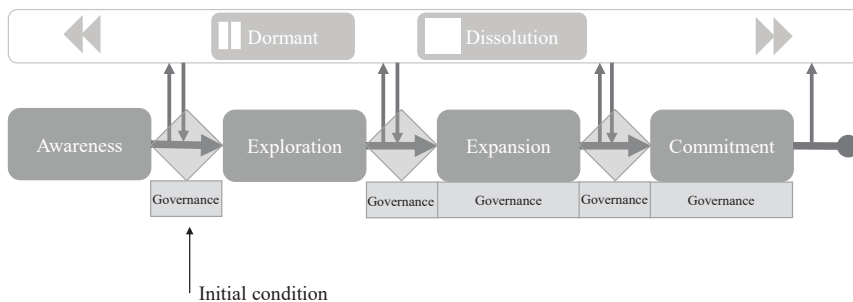 Dormant
Dissolution
Awareness
Exploration
Expansion
Commitment
Governance
Governance
Governance
Governance
Governance
Initial condition